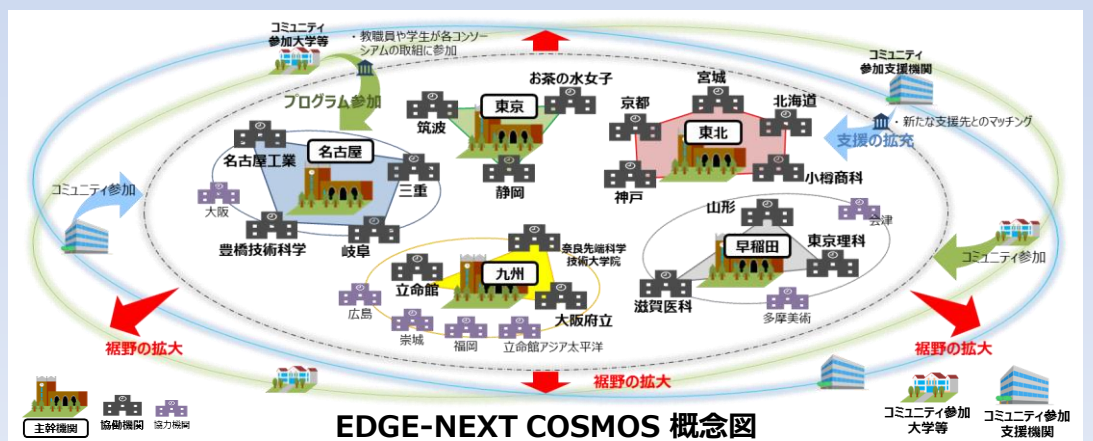 コミュニティ
参加大学等
・教職員や学生が各コンソー
シアムの取組に参加
プログラム参加
コミュニティ
参加支援機関
・新たな支援先とのマッチング
支援の拡充
お茶の水女子
東京
筑波
静岡
宮城
京都
北海道
東北
神戸
小樽商科
名古屋工業
名古屋
三重
大阪
豊橋技術科学
岐阜
コミュニティ参加
山形
会津
早稲田
東京理科
滋賀医科
多摩美術
コミュニティ参加
奈良先端科学
技術大学院
九州
立命館
大阪府立
広島
崇城
福岡
立命館アジア太平洋
裾野の拡大
裾野の拡大
裾野の拡大
主幹機関
協働機関
協力機関
EDGE-NEXT COSMOS 概念図
コミュニティ参加
大学等
コミュニティ参加
支援機関